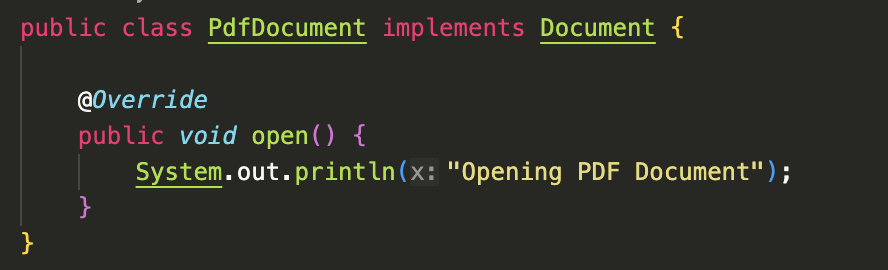 public class PdfDocument implements Document {
@Override
public void open() {
System.out.println(x: "Opening PDF Document");
}
}